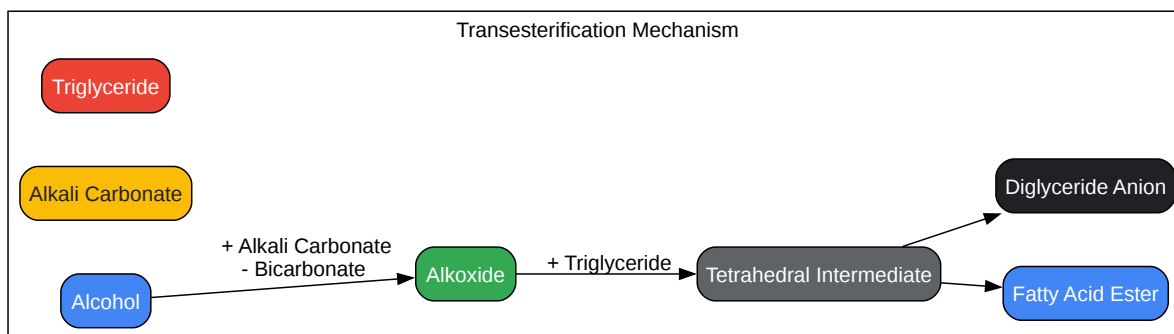 Transesterification Mechanism
Triglyceride
Alkali Carbonate
Diglyceride Anion
+ Alkali Carbonate
- Bicarbonate
Alcohol
Alkoxide
+ Triglyceride
Tetrahedral Intermediate
Fatty Acid Ester